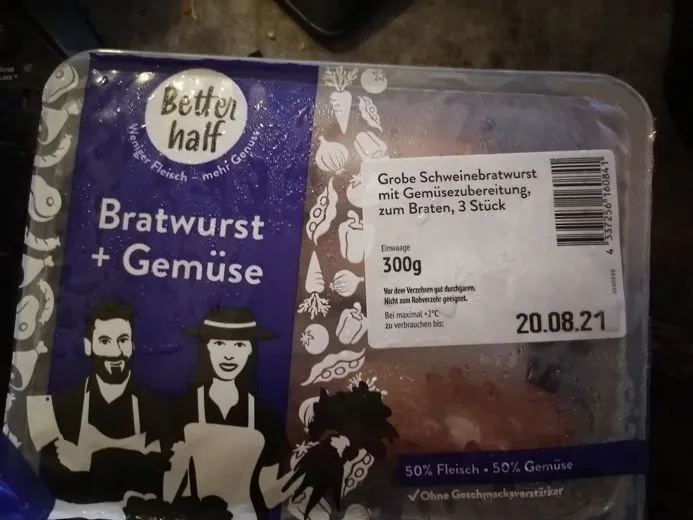 Better
half
Weniger Fleisch – mehr Genuss
Bratwurst
+ Gemüse
Grobe Schweinebratwurst
mit Gemüsezubereitung,
zum Braten, 3 Stück
Einwaage
300g
Vor dem Verzehren gut durchgaren.
Nicht zum Rohverzehr geeignet.
Bei maximal +2°C
zu verbrauchen bis:
20.08.21
4 337256 160841
50% Fleisch • 50% Gemüse
✓Ohne Geschmacksverstärker